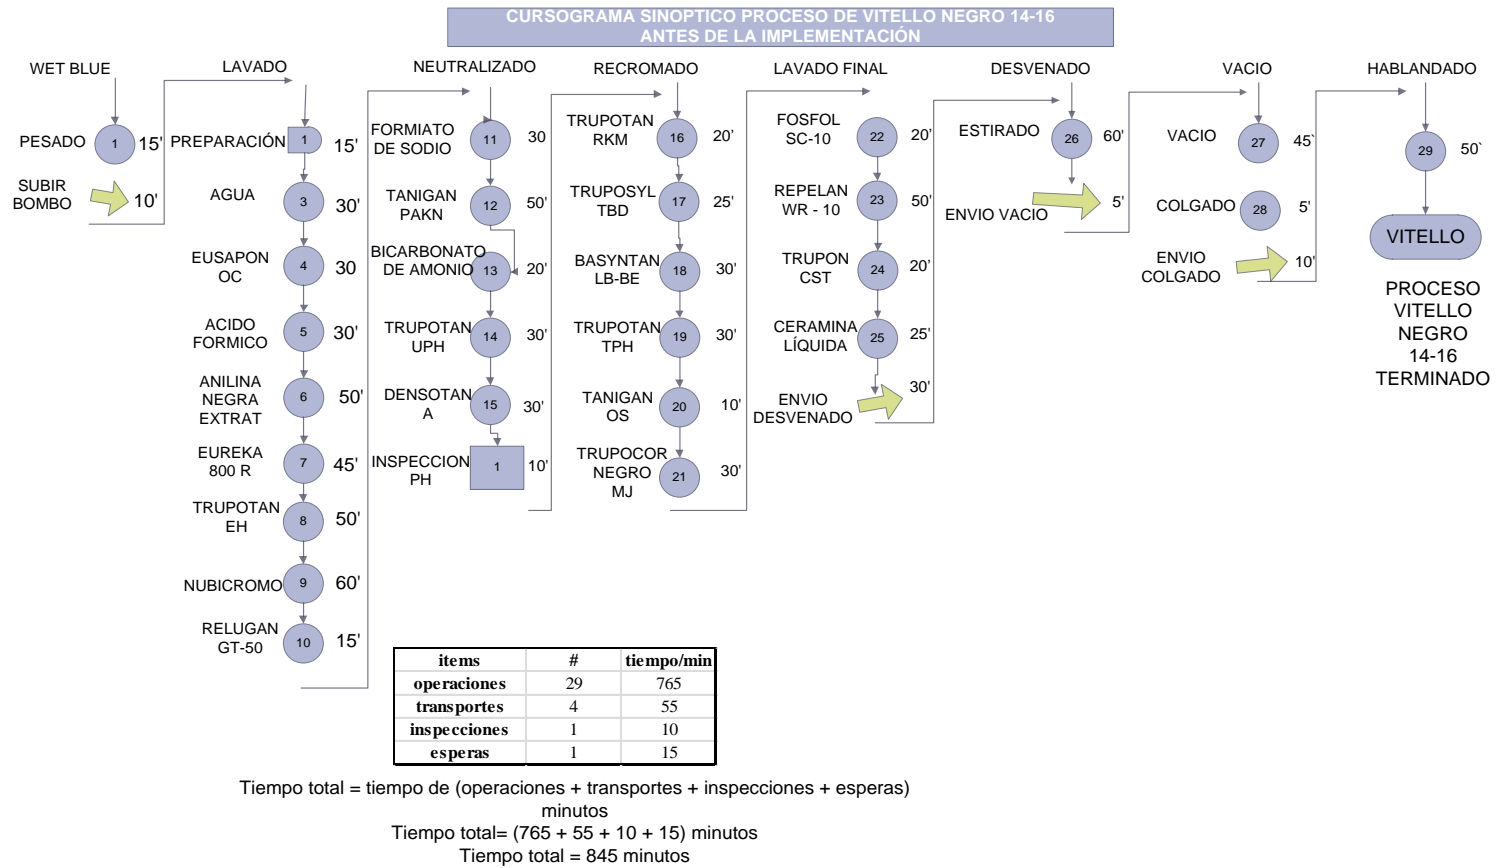 CURSOGRAMA SINOPTICO PROCESO DE VITELLO NEGRO 14-16
ANTES DE LA IMPLEMENTACIÓN
WET BLUE
PESADO
1
15'
SUBIR
BOMBO
10'
LAVADO
PREPARACIÓN
1
15'
AGUA
3
30'
EUSAPON
OC
4
30
ACIDO
FORMICO
5
30'
ANILINA
NEGRA
EXTRAT
6
50'
EUREKA
800 R
7
45'
TRUPOTAN
EH
8
50'
NUBICROMO
9
60'
RELUGAN
GT-50
10
15'
NEUTRALIZADO
FORMIATO
DE SODIO
11
30
TANIGAN
PAKN
12
50'
BICARBONATO
DE AMONIO
13
20'
TRUPOTAN
UPH
14
30'
DENSOTAN
A
15
30'
INSPECCION
PH
1
10'
RECROMADO
TRUPOTAN
RKM
16
20'
TRUPOSYL
TBD
17
25'
BASYNTAN
LB-BE
18
30'
TRUPOTAN
TPH
19
30'
TANIGAN
OS
20
10'
TRUPOCOR
NEGRO
MJ
21
30'
LAVADO FINAL
FOSFOL
SC-10
22
20'
REPELAN
WR - 10
23
50'
TRUPON
CST
24
20'
CERAMINA
LÍQUIDA
25
25'
ENVIO
DESVENADO
30'
DESVENADO
ESTIRADO
26
60'
ENVIO VACIO
5'
VACIO
VACIO
27
45`
COLGADO
28
5'
ENVIO
COLGADO
10'
HABLANDADO
29
50`
VITELLO
PROCESO
VITELLO
NEGRO
14-16
TERMINADO
items # tiempo/min
operaciones 29 765
transportes 4 55
inspecciones 1 10
esperas 1 15
Tiempo total = tiempo de (operaciones + transportes + inspecciones + esperas)
minutos
Tiempo total= (765 + 55 + 10 + 15) minutos
Tiempo total = 845 minutos